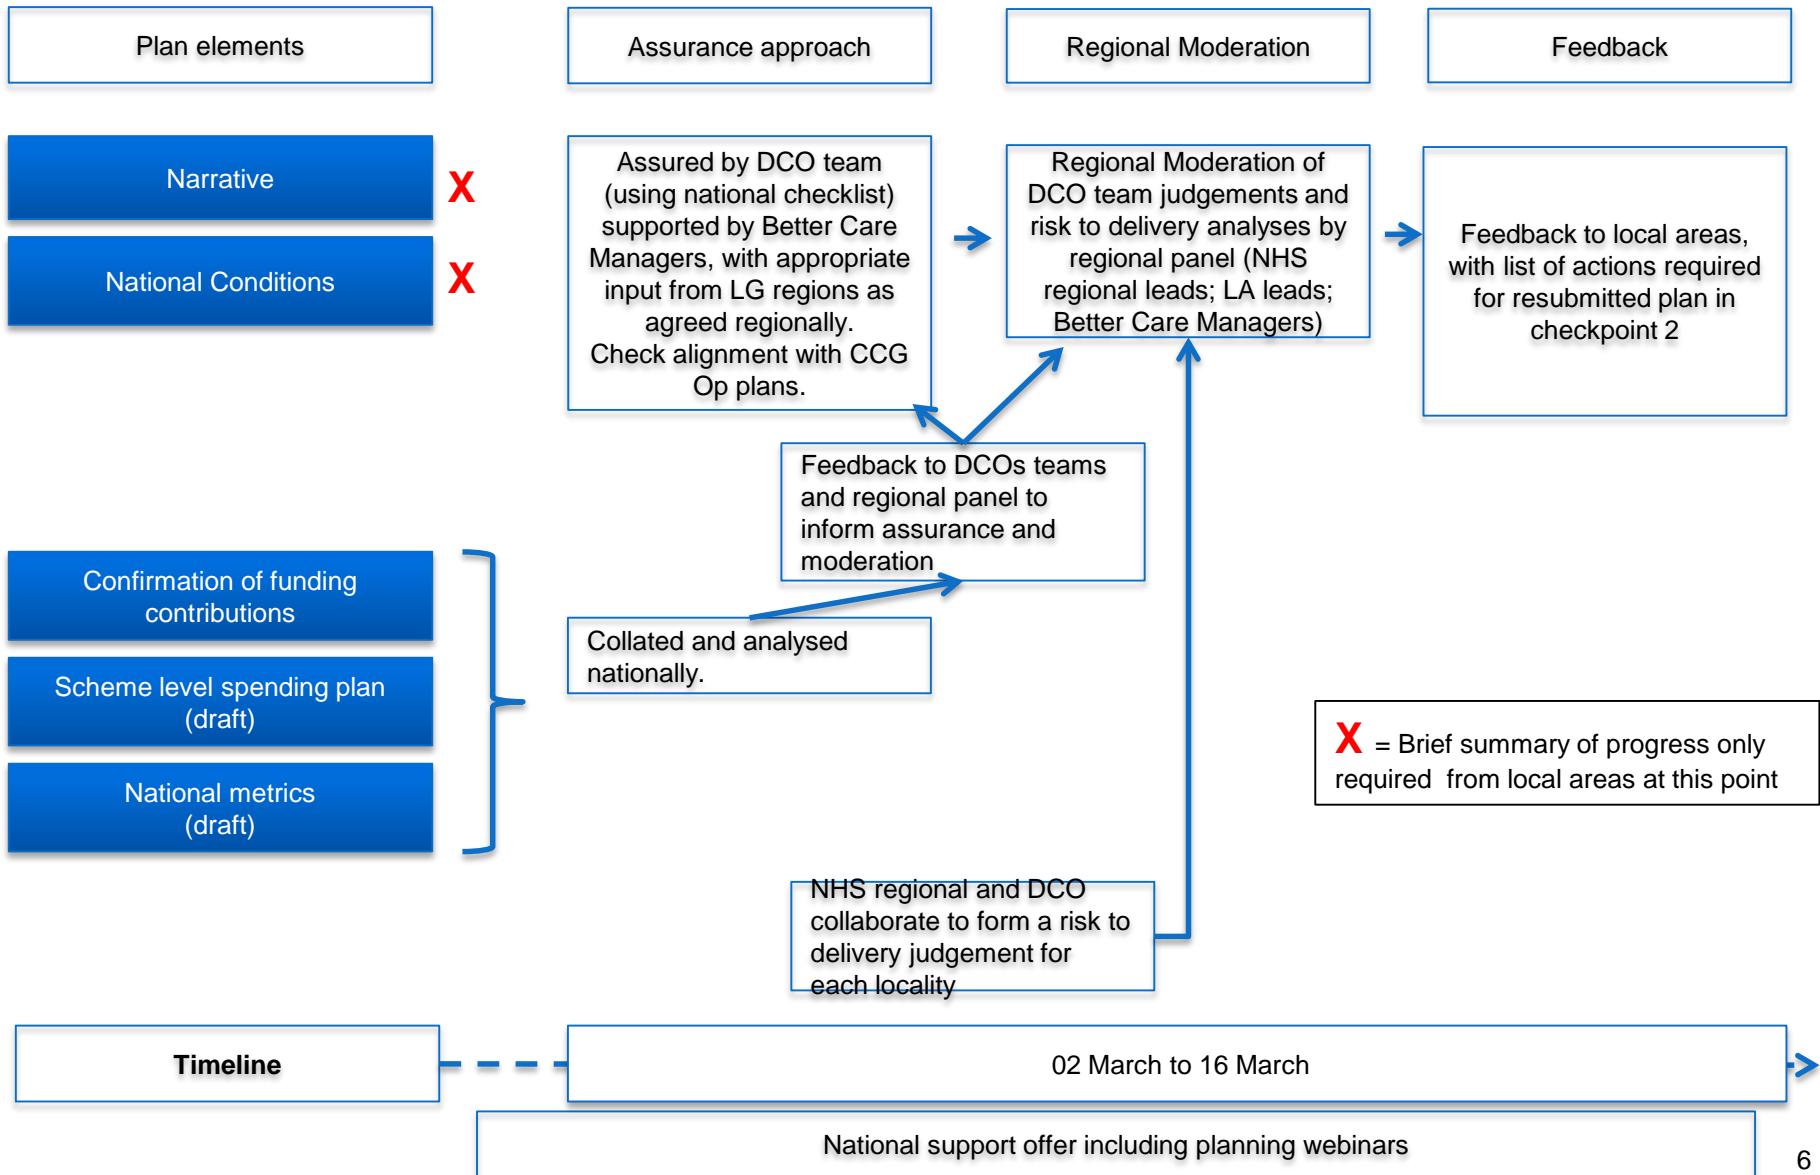 Plan elements
Assurance approach
Regional Moderation
Feedback
Narrative
X
National Conditions
X
Assured by DCO team
(using national checklist)
supported by Better Care
Managers, with appropriate
input from LG regions as
agreed regionally.
Check alignment with CCG
Op plans.
Regional Moderation of
DCO team judgements and
risk to delivery analyses by
regional panel (NHS
regional leads; LA leads;
Better Care Managers)
Feedback to local areas,
with list of actions required
for resubmitted plan in
checkpoint 2
Feedback to DCOs teams
and regional panel to
inform assurance and
moderation
Confirmation of funding
contributions
Scheme level spending plan
(draft)
National metrics
(draft)
Collated and analysed
nationally.
X = Brief summary of progress only
required from local areas at this point
NHS regional and DCO
collaborate to form a risk to
delivery judgement for
each locality
Timeline
02 March to 16 March
National support offer including planning webinars
6